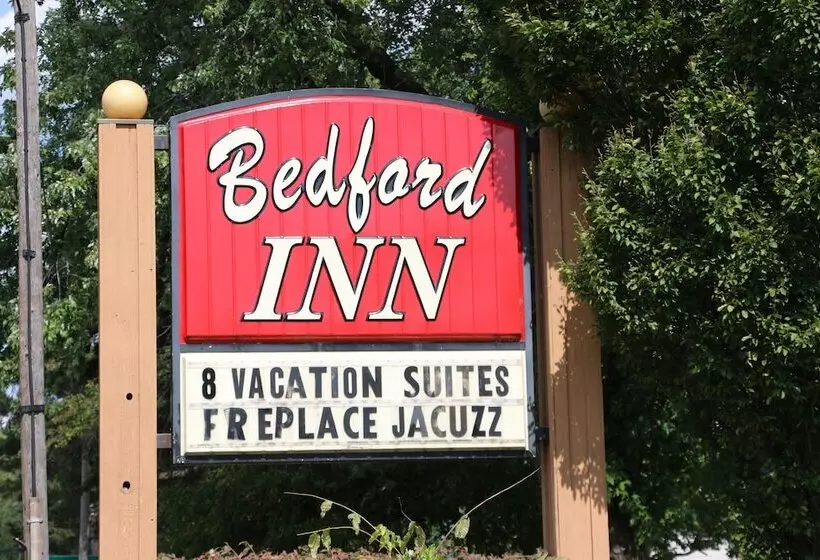 Bedford
INN
8 VACATION SUITES
FREPLACE JACUZZ